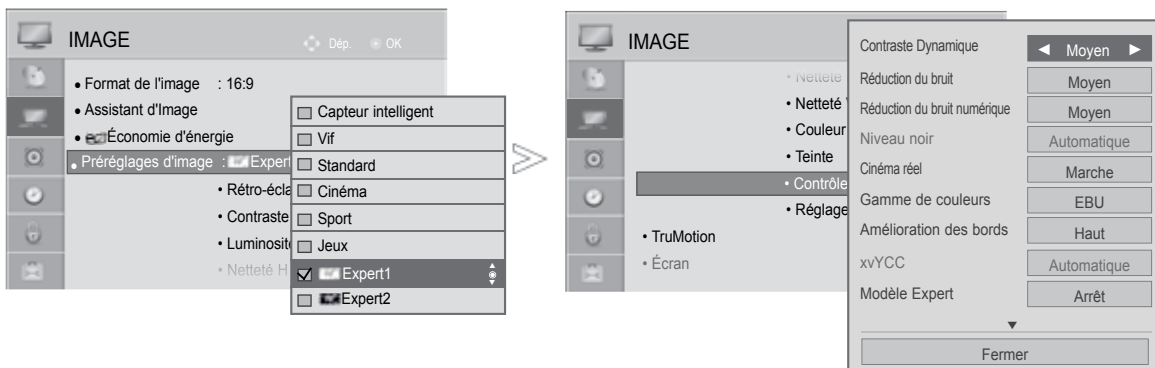 IMAGE
Dép. OK
• Format de l'image : 16:9
• Assistant d'Image
• Économie d'énergie
• Préréglages d'image : Expert
• Rétro-écla
• Contraste
• Luminosité
• Netteté H
Capteur intelligent
Vif
Standard
Cinéma
Sport
Jeux
Expert1
Expert2
IMAGE
• Netteté
• Netteté
• Couleur
• Teinte
• Contrôle
• Réglage
• TruMotion
• Écran
Contraste Dynamique ◄ Moyen ►
Réduction du bruit Moyen
Réduction du bruit numérique Moyen
Niveau noir Automatique
Cinéma réel Marche
Gamme de couleurs EBU
Amélioration des bords Haut
xvYCC Automatique
Modèle Expert Arrêt
▼
Fermer